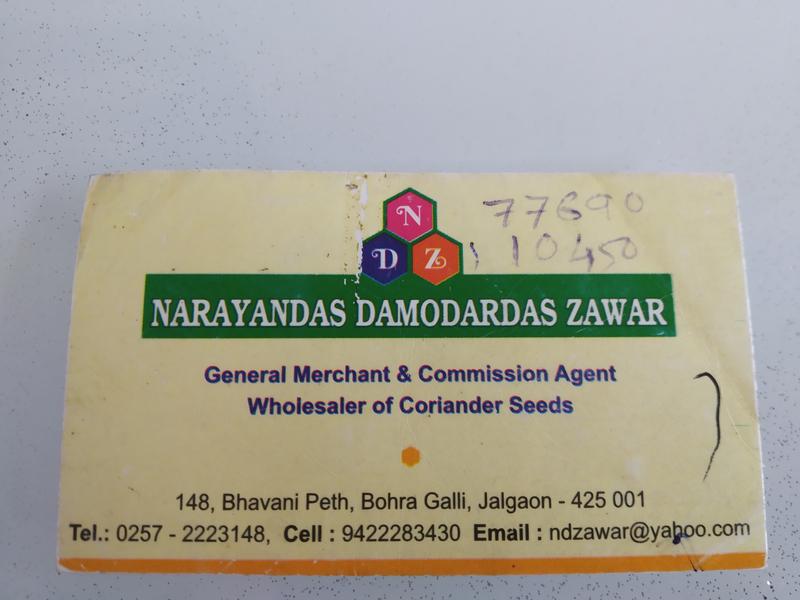 N
D Z
77690
10450
NARAYANDAS DAMODARDAS ZAWAR
General Merchant & Commission Agent
Wholesaler of Coriander Seeds
148, Bhavani Peth, Bohra Galli, Jalgaon - 425 001
Tel.: 0257 - 2223148, Cell : 9422283430 Email : ndzawar@yahoo.com